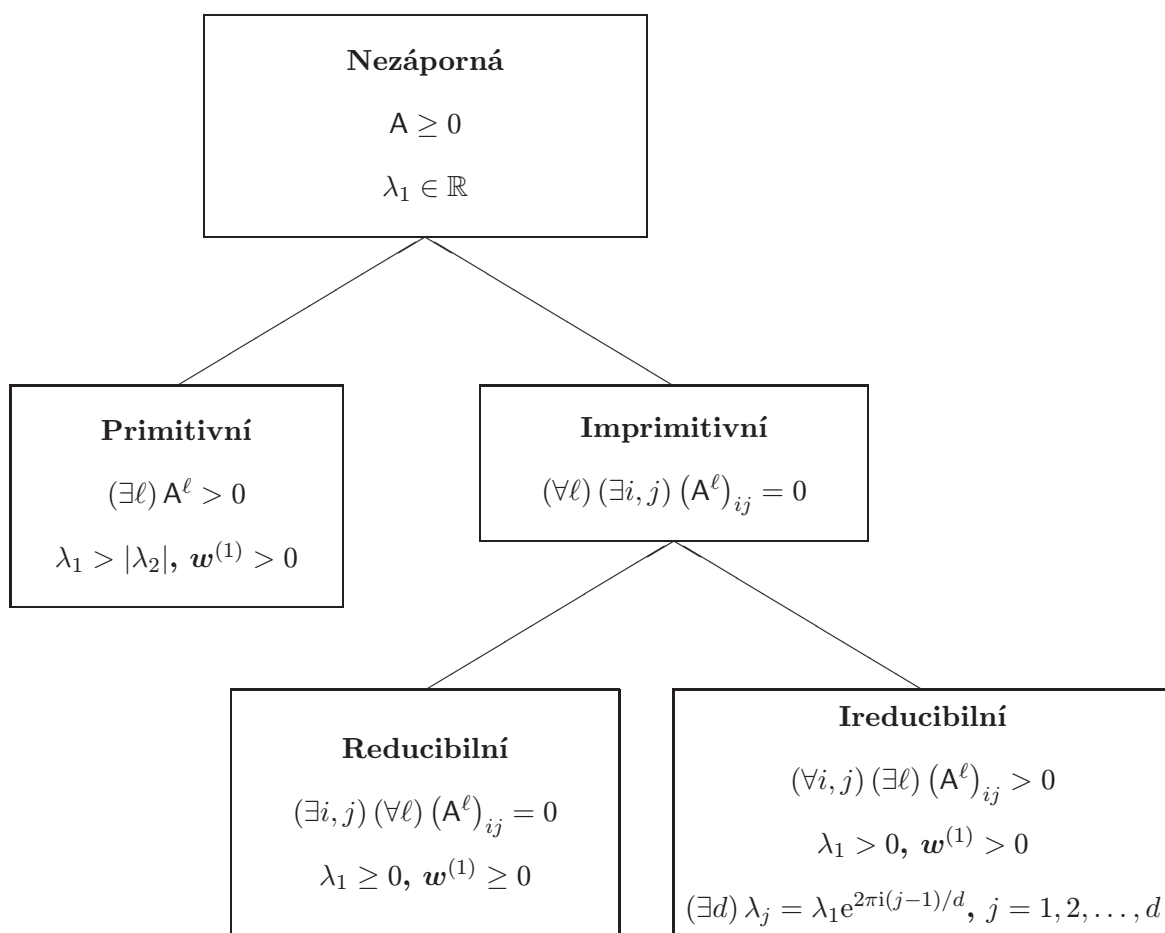 Nezáporná
A ≥ 0
λ₁ ∈ ℝ
Primitivní
(∃ℓ) A^ℓ > 0
λ₁ > |λ₂|, w^(1) > 0
Imprimitivní
(∀ℓ) (∃i, j) (A^ℓ)_ij = 0
Reducibilní
(∃i, j) (∀ℓ) (A^ℓ)_ij = 0
λ₁ ≥ 0, w^(1) ≥ 0
Ireducibilní
(∀i, j) (∃ℓ) (A^ℓ)_ij > 0
λ₁ > 0, w^(1) > 0
(∃d) λ_j = λ₁e^{2πi(j−1)/d}, j = 1, 2, . . . , d